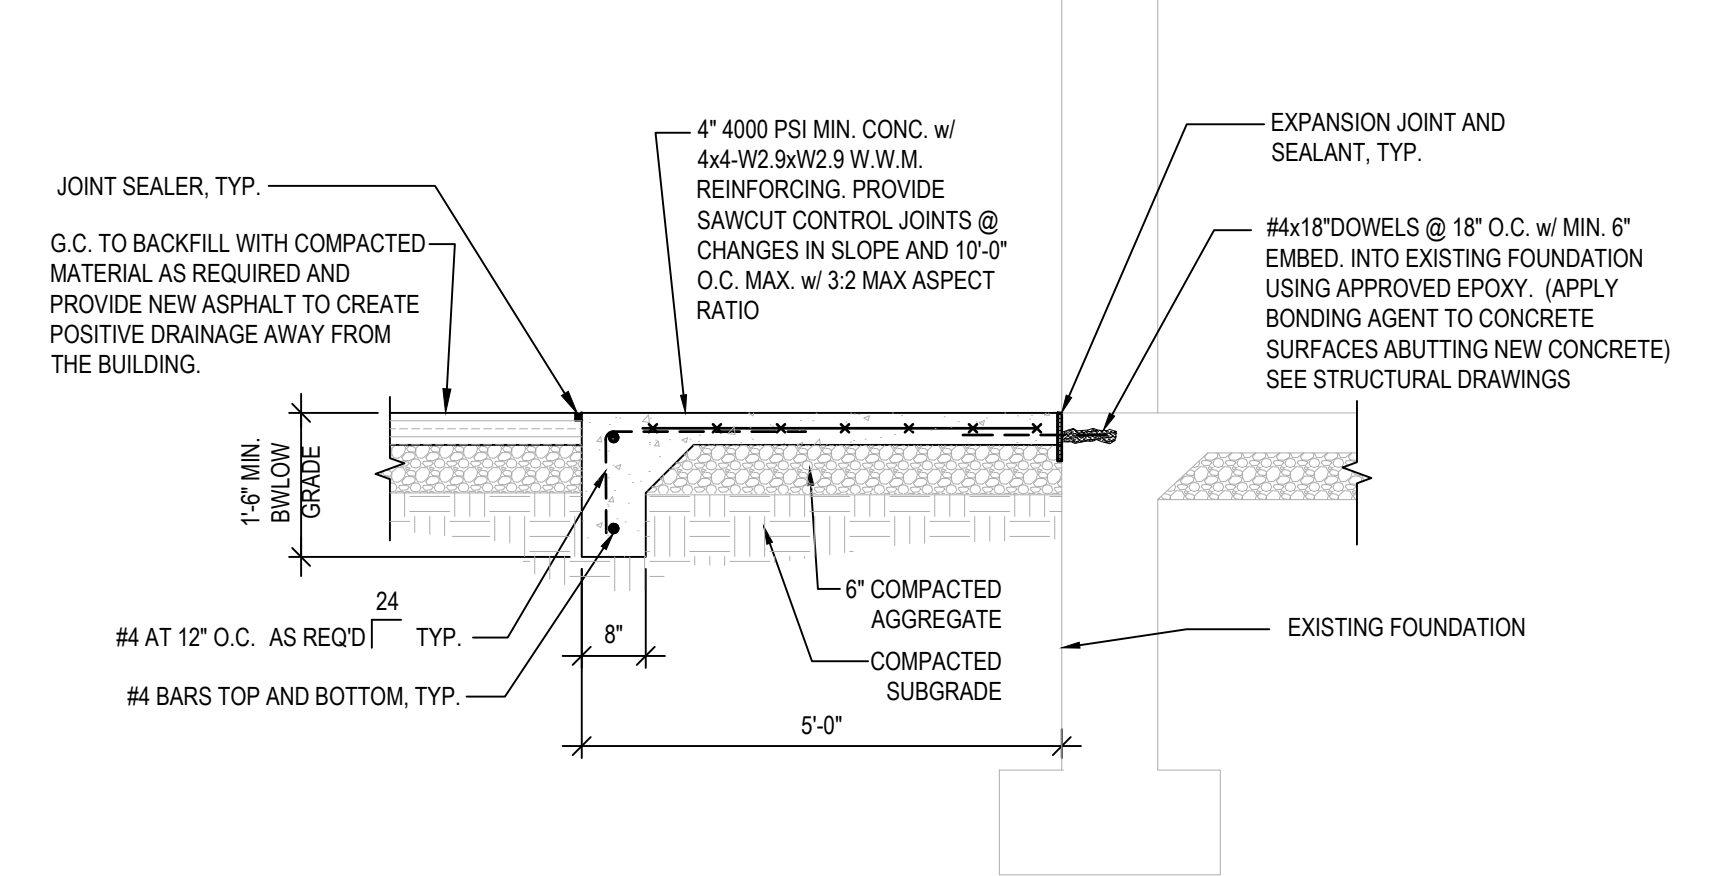 4" 4000 PSI MIN. CONC. w/
4x4-W2.9xW2.9 W.W.M.
REINFORCING. PROVIDE
SAWCUT CONTROL JOINTS @
CHANGES IN SLOPE AND 10'-0"
O.C. MAX. w/ 3:2 MAX ASPECT
RATIO
EXPANSION JOINT AND
SEALANT, TYP.
JOINT SEALER, TYP.
G.C. TO BACKFILL WITH COMPACTED
MATERIAL AS REQUIRED AND
PROVIDE NEW ASPHALT TO CREATE
POSITIVE DRAINAGE AWAY FROM
THE BUILDING.
#4x18"DOWELS @ 18" O.C. w/ MIN. 6"
EMBED. INTO EXISTING FOUNDATION
USING APPROVED EPOXY. (APPLY
BONDING AGENT TO CONCRETE
SURFACES ABUTTING NEW CONCRETE)
SEE STRUCTURAL DRAWINGS
1'-6" MIN.
BWLOW
GRADE
24
#4 AT 12" O.C. AS REQ'D TYP.
#4 BARS TOP AND BOTTOM, TYP.
8"
6" COMPACTED
AGGREGATE
COMPACTED
SUBGRADE
EXISTING FOUNDATION
5'-0"